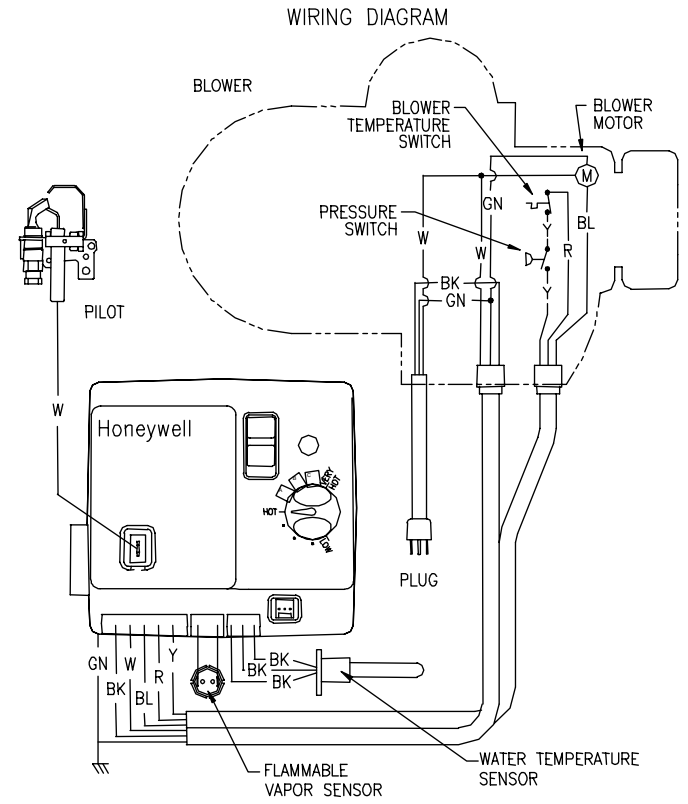 WIRING DIAGRAM
BLOWER
BLOWER
TEMPERATURE
SWITCH
BLOWER
MOTOR
M
GN
PRESSURE
SWITCH
BL
Y
W
W
R
BK
Y
GN
PILOT
W
Honeywell
VERY
HOT
HOT
LOW
PLUG
GN
W
Y
BK
R
BL
BK
BK
BK
WATER TEMPERATURE
SENSOR
FLAMMABLE
VAPOR SENSOR